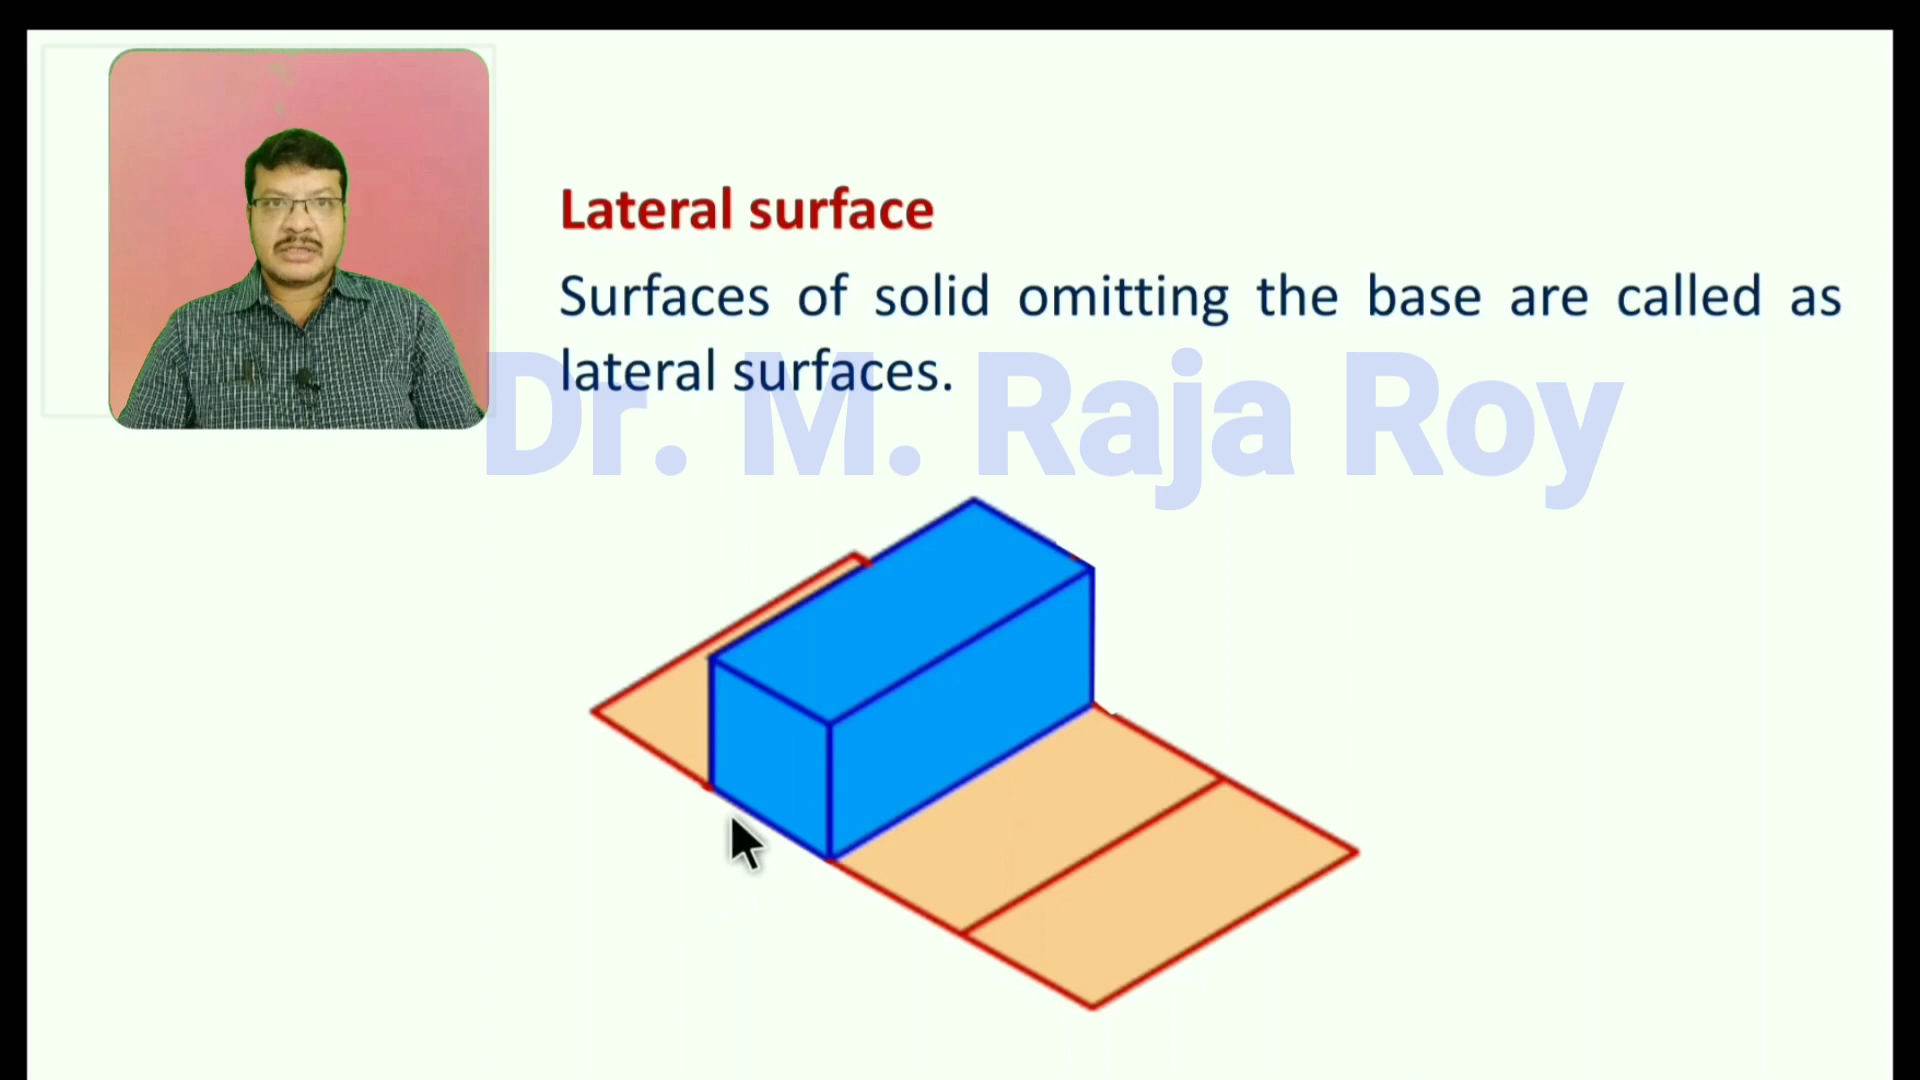 Lateral surface
Surfaces of solid omitting the base are called as
lateral surfaces.
Dr. M. Raja Roy